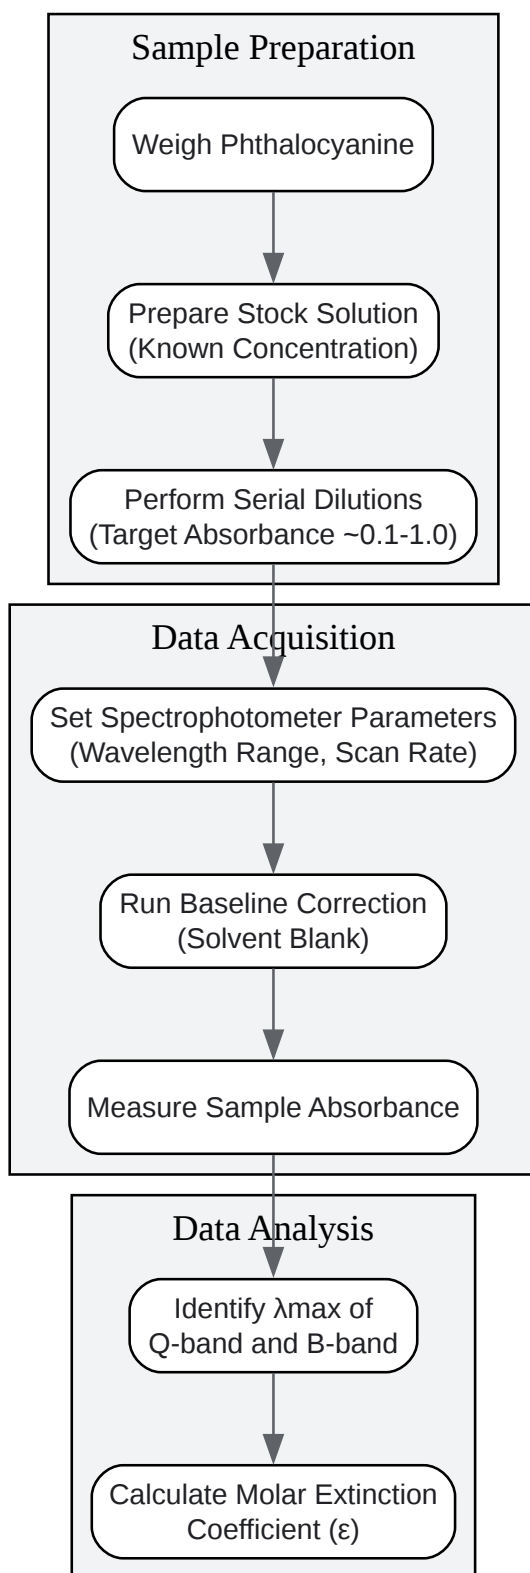 Sample Preparation
Weigh Phthalocyanine
Prepare Stock Solution
(Known Concentration)
Perform Serial Dilutions
(Target Absorbance ~0.1-1.0)
Data Acquisition
Set Spectrophotometer Parameters
(Wavelength Range, Scan Rate)
Run Baseline Correction
(Solvent Blank)
Measure Sample Absorbance
Data Analysis
Identify λmax of
Q-band and B-band
Calculate Molar Extinction
Coefficient (ε)